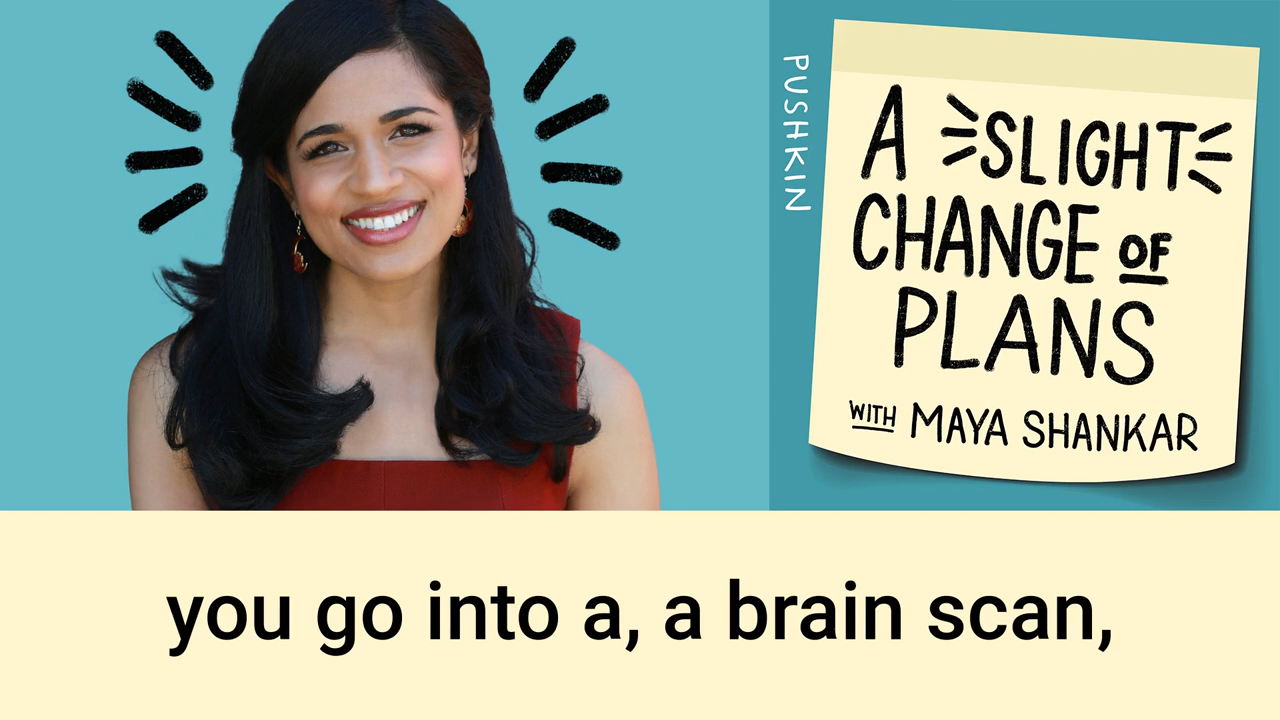 PUSHKIN
A SLIGHT
CHANGE OF
PLANS
WITH MAYA SHANKAR
you go into a, a brain scan,